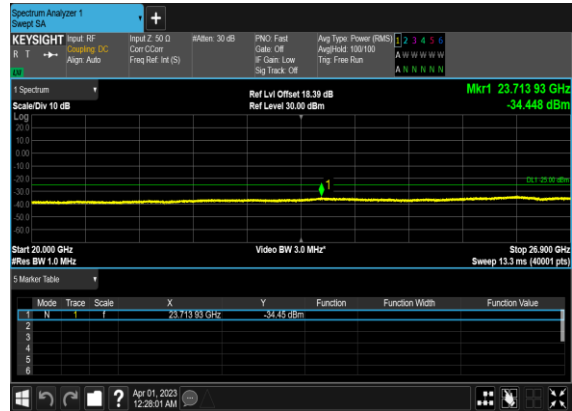 Spectrum Analyzer 1
Swept SA
+
KEYSIGHT Input: RF Input Z: 50 Ω #Atten: 30 dB PNO: Fast Avg Type: Power (RMS) 1 2 3 4 5 6
R T Coupling: DC Corr CCorr Gate: Off Avg|Hold: 100/100 A W W W W W
Align: Auto Freq Ref: Int (S) IF Gain: Low Trig: Free Run
Sig Track: Off A N N N N N
1 Spectrum Ref Lvl Offset 18.39 dB Mkr1 23.713 93 GHz
Scale/Div 10 dB Ref Level 30.00 dBm -34.448 dBm
Log
20.0
10.0
0.00
-10.0
-20.0 DL1 -25.00 dBm
-30.0 1
-40.0
-50.0
-60.0
Start 20.000 GHz Video BW 3.0 MHz* Stop 26.900 GHz
#Res BW 1.0 MHz Sweep 13.3 ms (40001 pts)
5 Marker Table
Mode Trace Scale X Y Function Function Width Function Value
1 N 1 f 23.713 93 GHz -34.45 dBm
2
3
4
5
6
? Apr 01, 2023
12:28:01 AM